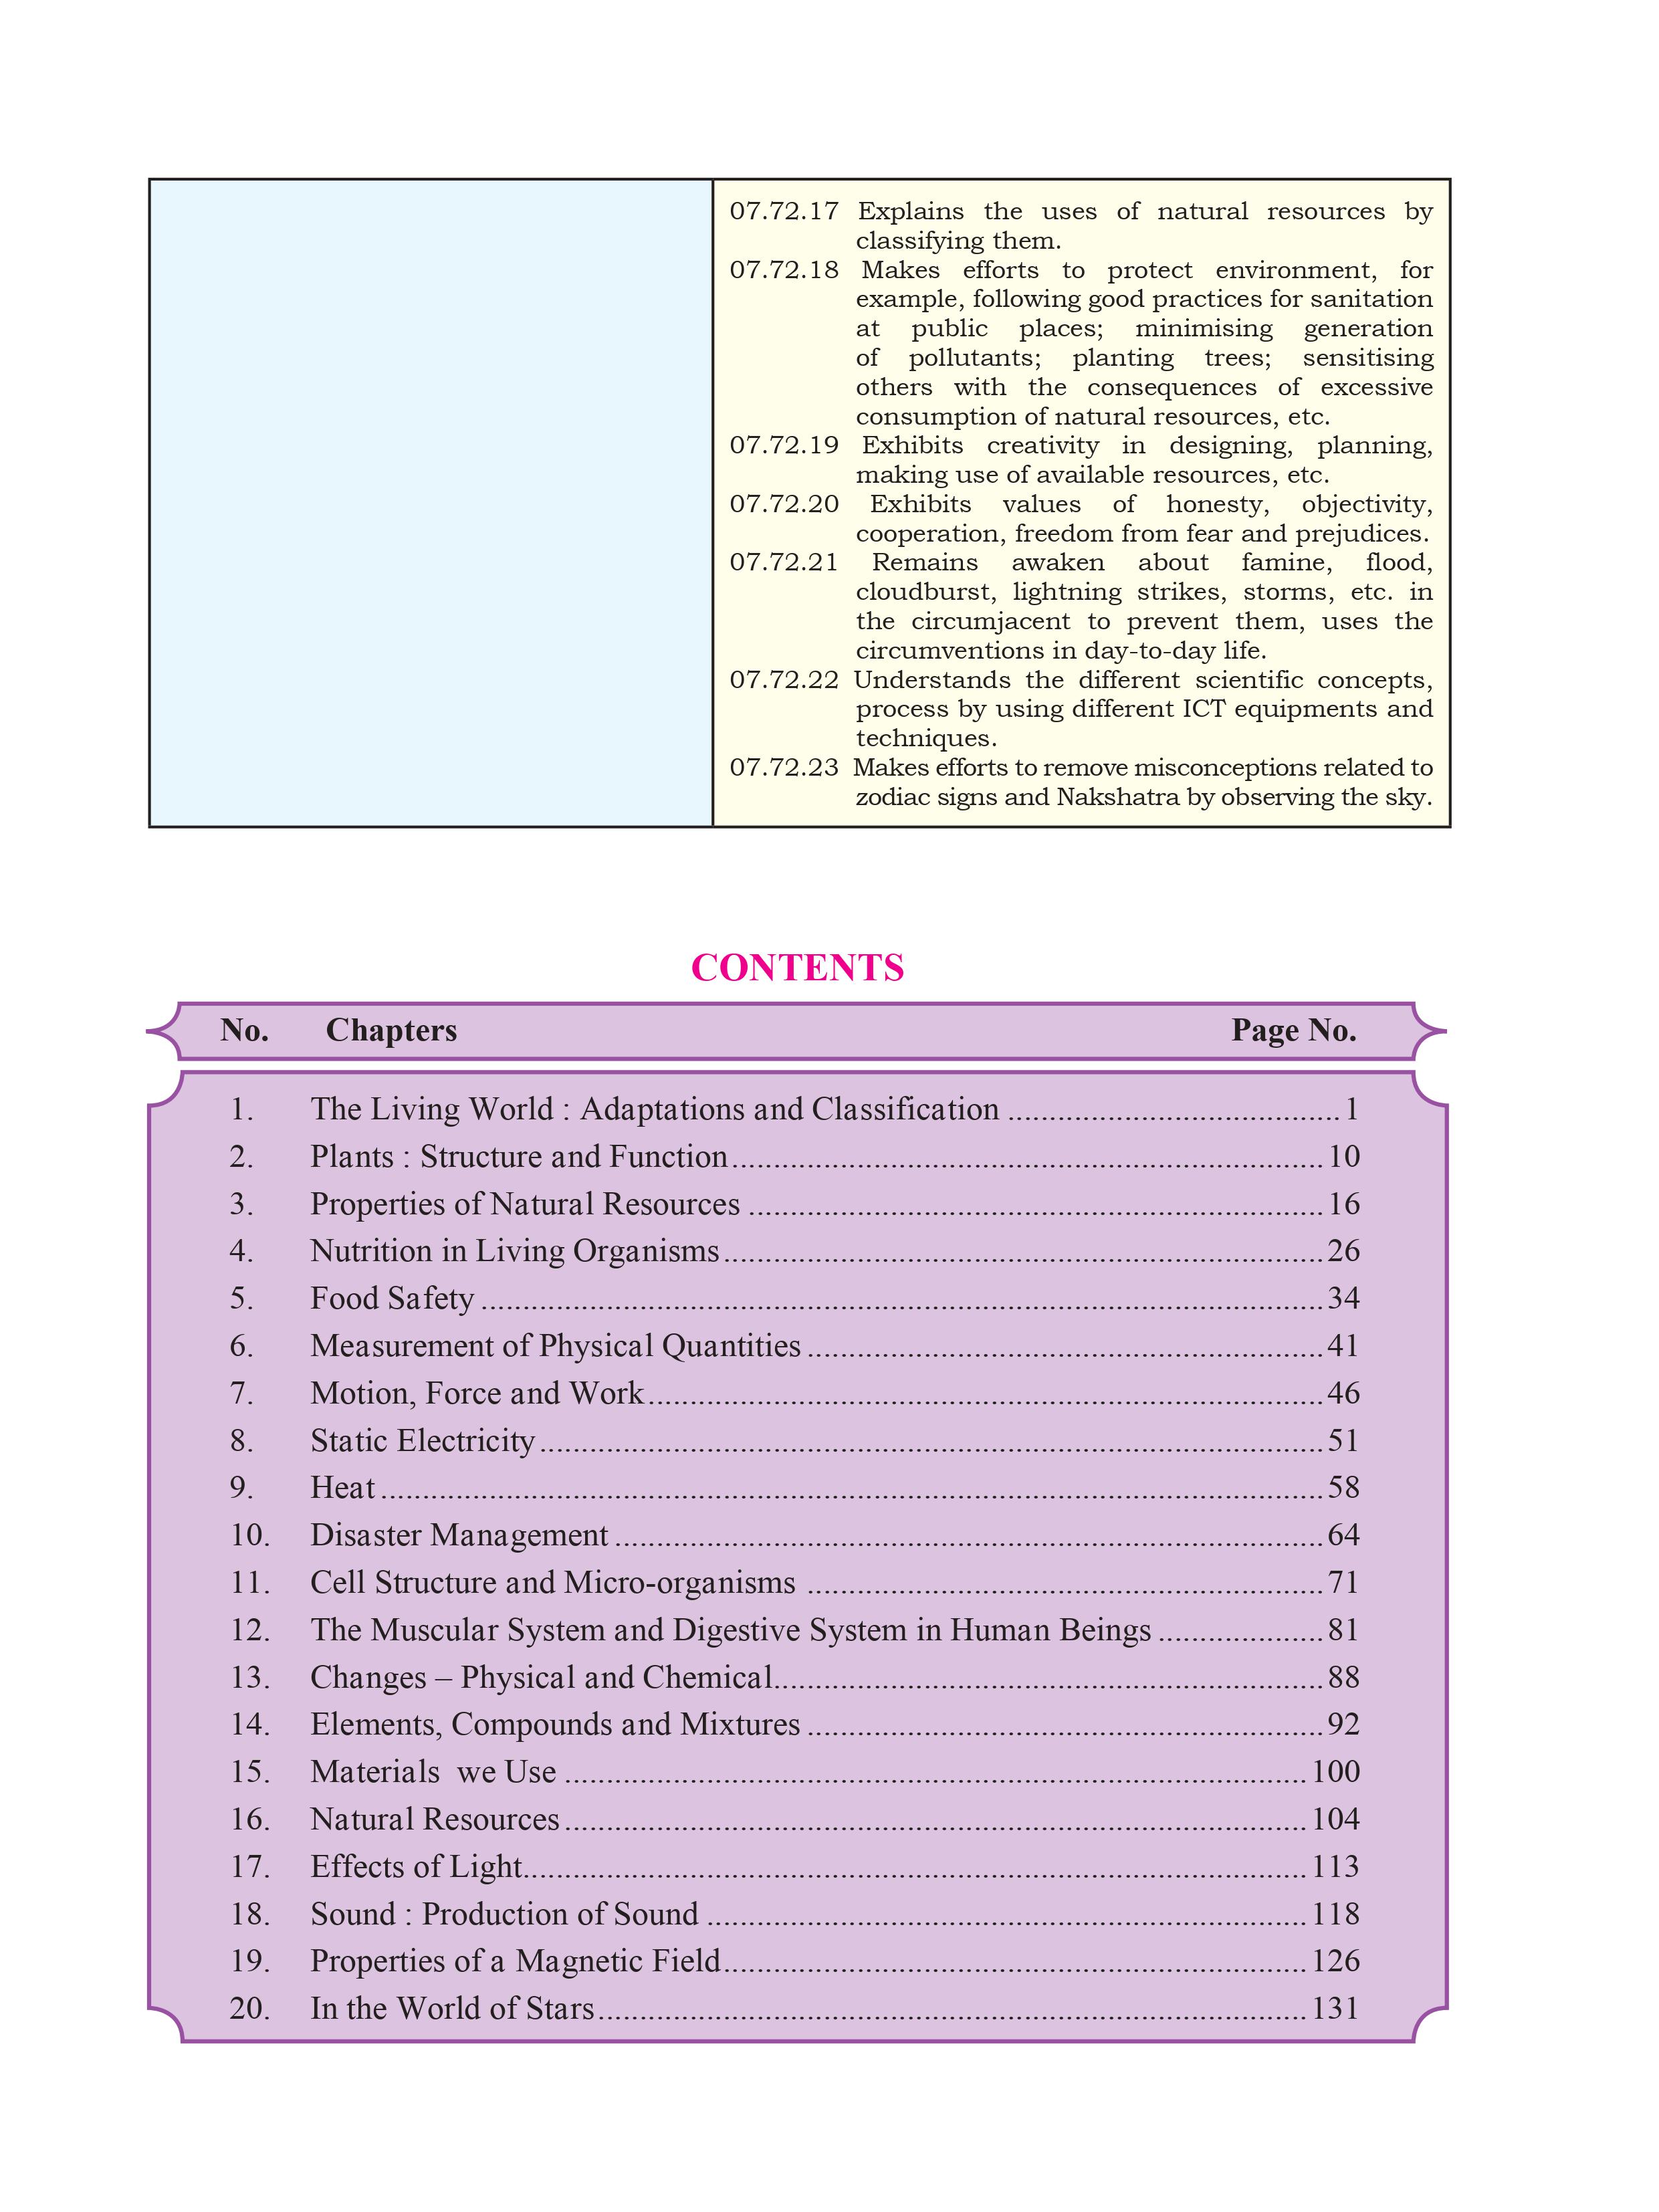 07.72.17 Explains the uses of natural resources by
classifying them.
07.72.18 Makes efforts to protect environment, for
example, following good practices for sanitation
at public places; minimising generation
of pollutants; planting trees; sensitising
others with the consequences of excessive
consumption of natural resources, etc.
07.72.19 Exhibits creativity in designing, planning,
making use of available resources, etc.
07.72.20 Exhibits values of honesty, objectivity,
cooperation, freedom from fear and prejudices.
07.72.21 Remains awaken about famine, flood,
cloudburst, lightning strikes, storms, etc. in
the circumjacent to prevent them, uses the
circumventions in day-to-day life.
07.72.22 Understands the different scientific concepts,
process by using different ICT equipments and
techniques.
07.72.23 Makes efforts to remove misconceptions related to
zodiac signs and Nakshatra by observing the sky.
CONTENTS
No. Chapters Page No.
1. The Living World : Adaptations and Classification ........................................ 1
2. Plants : Structure and Function....................................................................... 10
3. Properties of Natural Resources ..................................................................... 16
4. Nutrition in Living Organisms........................................................................ 26
5. Food Safety ..................................................................................................... 34
6. Measurement of Physical Quantities .............................................................. 41
7. Motion, Force and Work................................................................................. 46
8. Static Electricity.............................................................................................. 51
9. Heat ................................................................................................................. 58
10. Disaster Management ..................................................................................... 64
11. Cell Structure and Micro-organisms .............................................................. 71
12. The Muscular System and Digestive System in Human Beings .................... 81
13. Changes – Physical and Chemical.................................................................. 88
14. Elements, Compounds and Mixtures .............................................................. 92
15. Materials we Use ......................................................................................... 100
16. Natural Resources......................................................................................... 104
17. Effects of Light.............................................................................................. 113
18. Sound : Production of Sound ........................................................................ 118
19. Properties of a Magnetic Field...................................................................... 126
20. In the World of Stars..................................................................................... 131